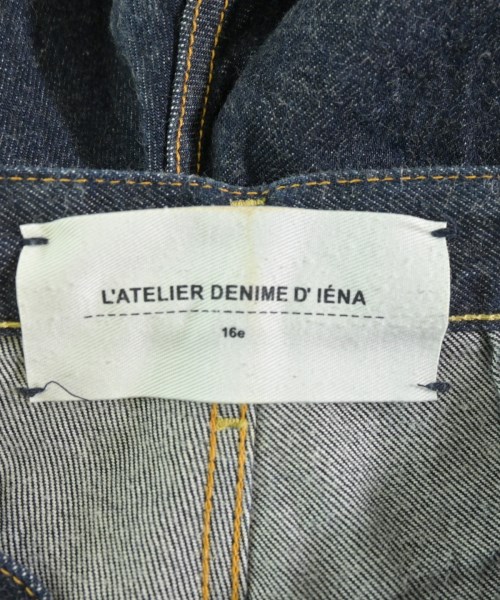 L'ATELIER DENIME D' IÉNA
16e